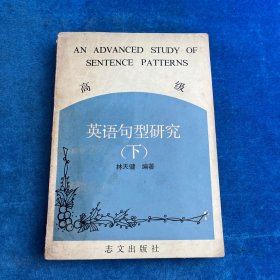 AN ADVANCED STUDY OF
SENTENCE PATTERNS
高 级
英语句型研究
(下)
林天健 编著
志文出版社